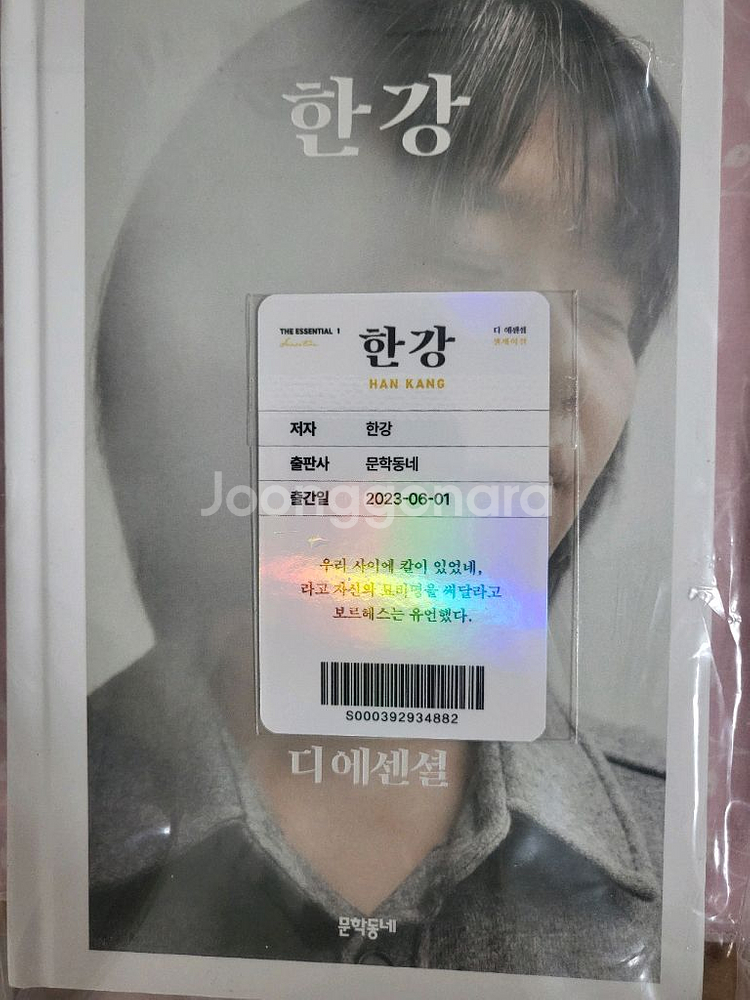 한강
THE ESSENTIAL 1
한강
디 에센셜
HAN KANG
저자 한강
출판사 문학동네
출간일 2023-06-01
Joonggonara
우리 사이에 칼이 있었네,
라고 자신의 묘비명을 써달라고
보르헤스는 유언했다.
S000392934882
디 에센셜
문학동네